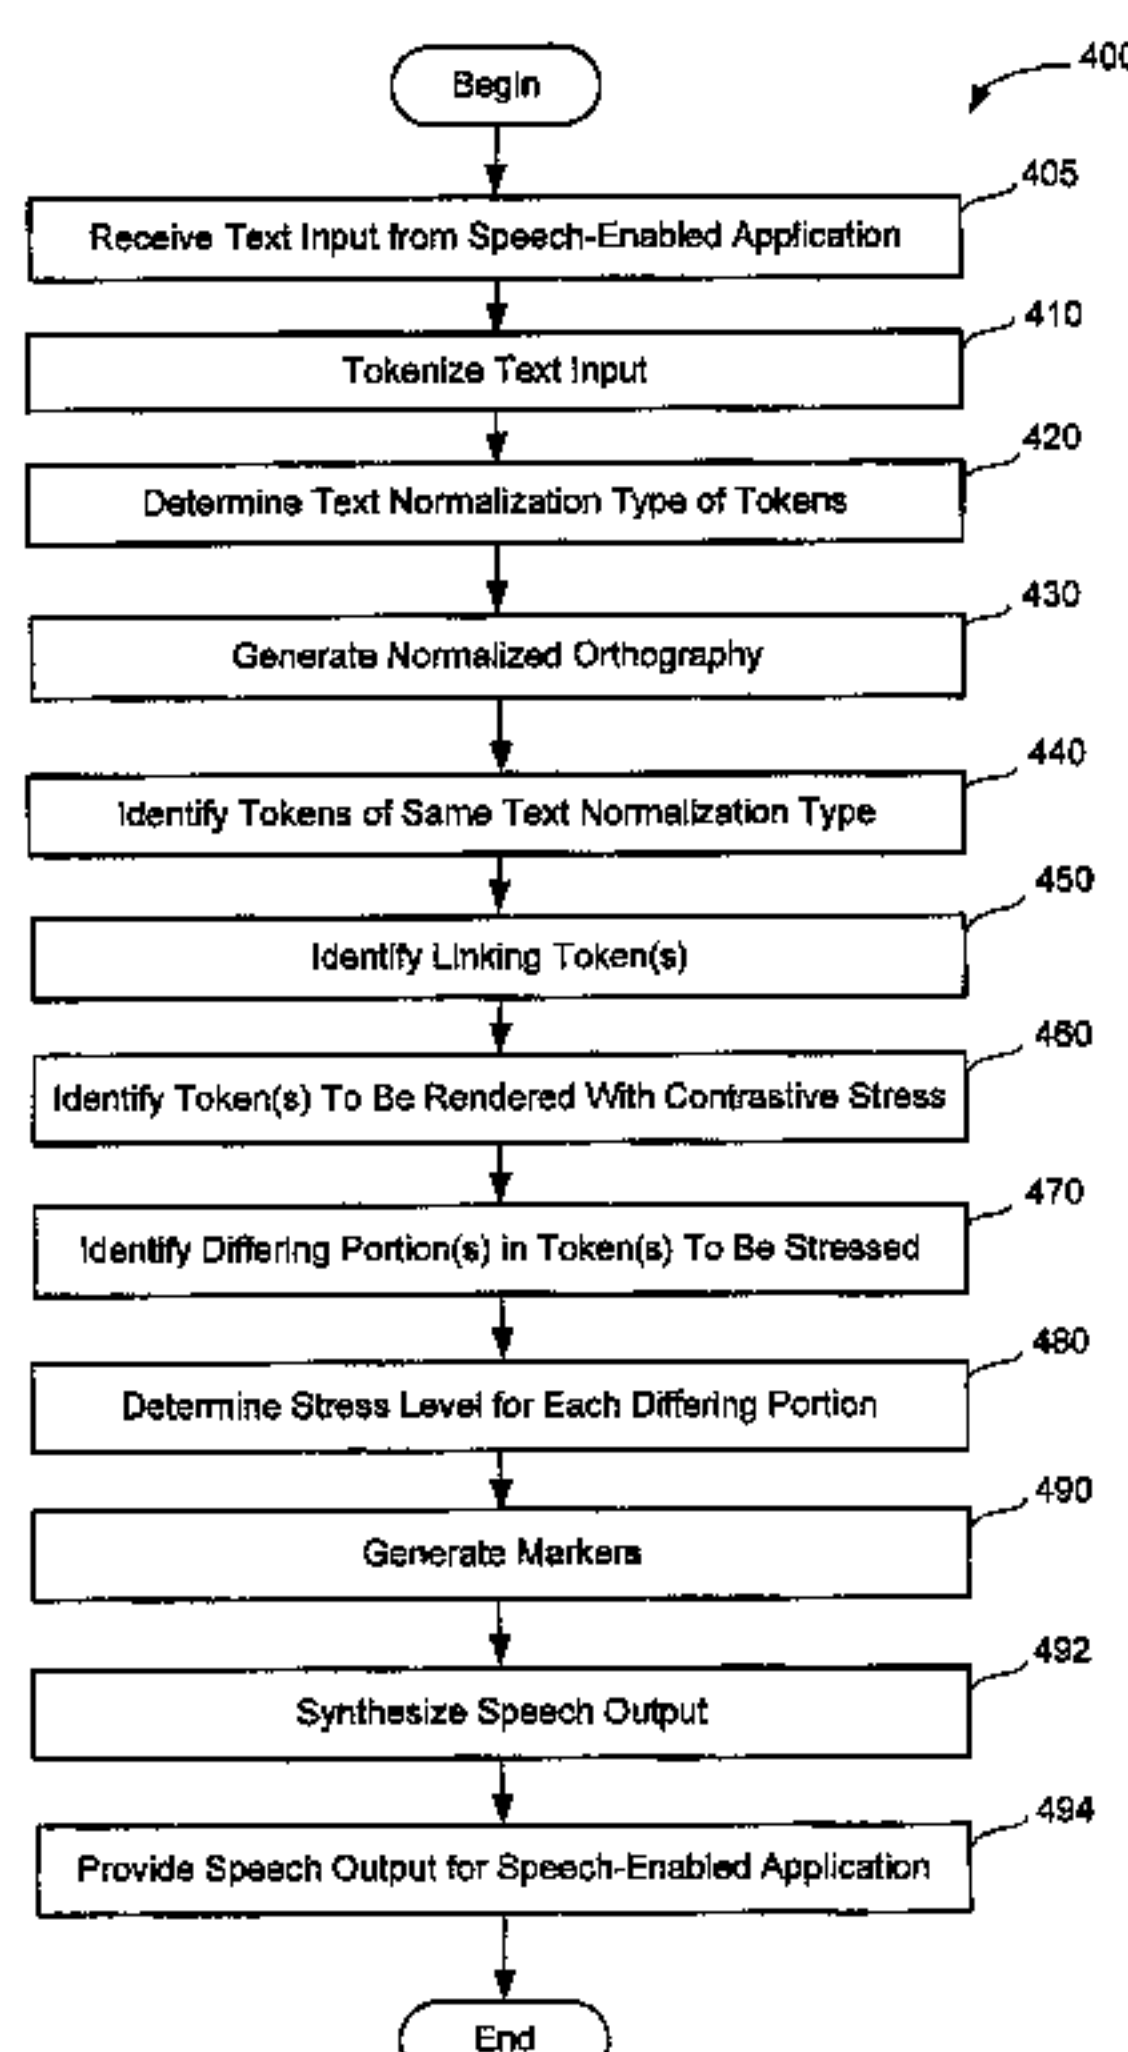 Begin
400
405
Receive Text Input from Speech-Enabled Application
410
Tokenize Text Input
420
Determine Text Normalization Type of Tokens
430
Generate Normalized Orthography
440
Identify Tokens of Same Text Normalization Type
450
Identify Linking Token(s)
460
Identify Token(s) To Be Rendered With Contrastive Stress
470
Identify Differing Portion(s) in Token(s) To Be Stressed
480
Determine Stress Level for Each Differing Portion
490
Generate Markers
492
Synthesize Speech Output
494
Provide Speech Output for Speech-Enabled Application
End